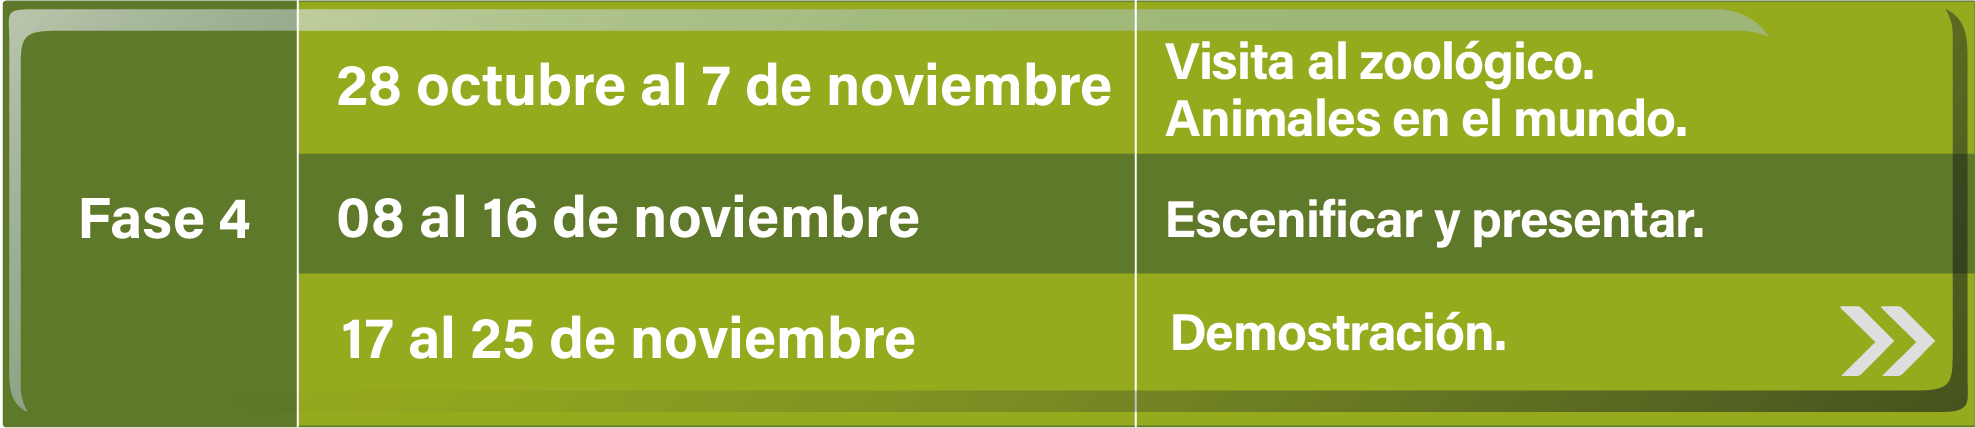 Fase 4
28 octubre al 7 de noviembre
Visita al zoológico.
Animales en el mundo.
08 al 16 de noviembre
Escenificar y presentar.
17 al 25 de noviembre
Demostración.